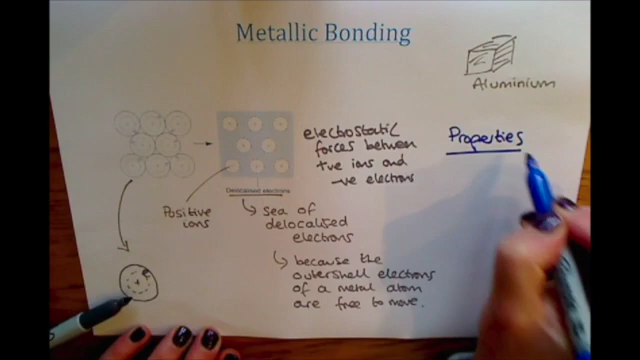 Metallic Bonding
Aluminium
electrostatic
forces between
+ve ions and
-ve electrons
Properties
Delocalised electrons
Positive
ions
sea of
delocalised
electrons
because the
outershell electrons
of a metal atom
are free to move.